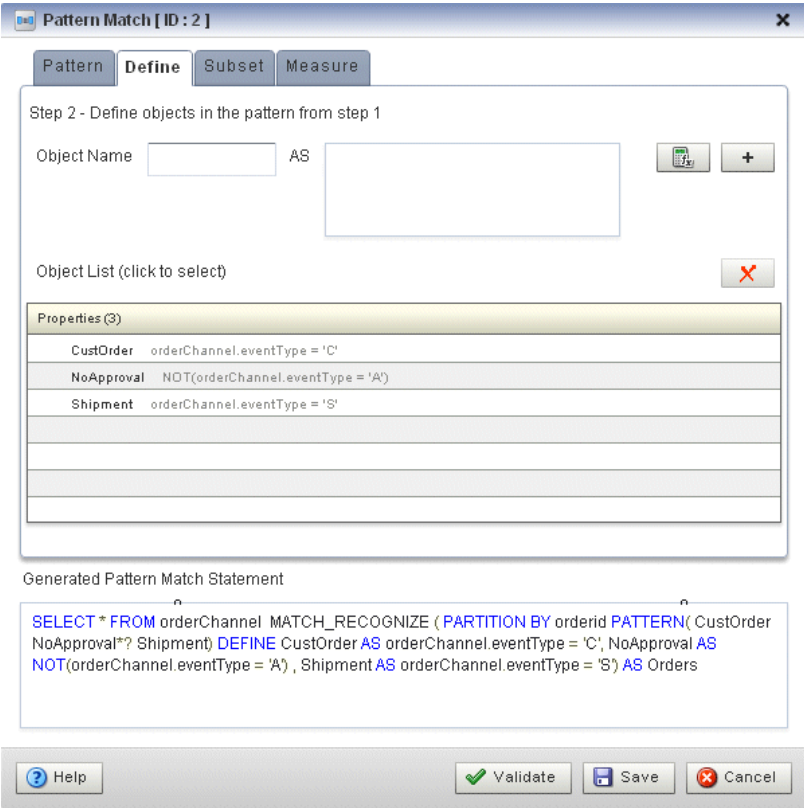 Pattern Match [ ID : 2 ]
Pattern Define Subset Measure
Step 2 - Define objects in the pattern from step 1
Object Name AS
Object List (click to select)
Properties (3)
CustOrder orderChannel.eventType = 'C'
NoApproval NOT(orderChannel.eventType = 'A')
Shipment orderChannel.eventType = 'S'
Generated Pattern Match Statement
SELECT * FROM orderChannel MATCH_RECOGNIZE ( PARTITION BY orderid PATTERN( CustOrder
NoApproval*? Shipment) DEFINE CustOrder AS orderChannel.eventType = 'C', NoApproval AS
NOT(orderChannel.eventType = 'A') , Shipment AS orderChannel.eventType = 'S') AS Orders
Help Validate Save Cancel